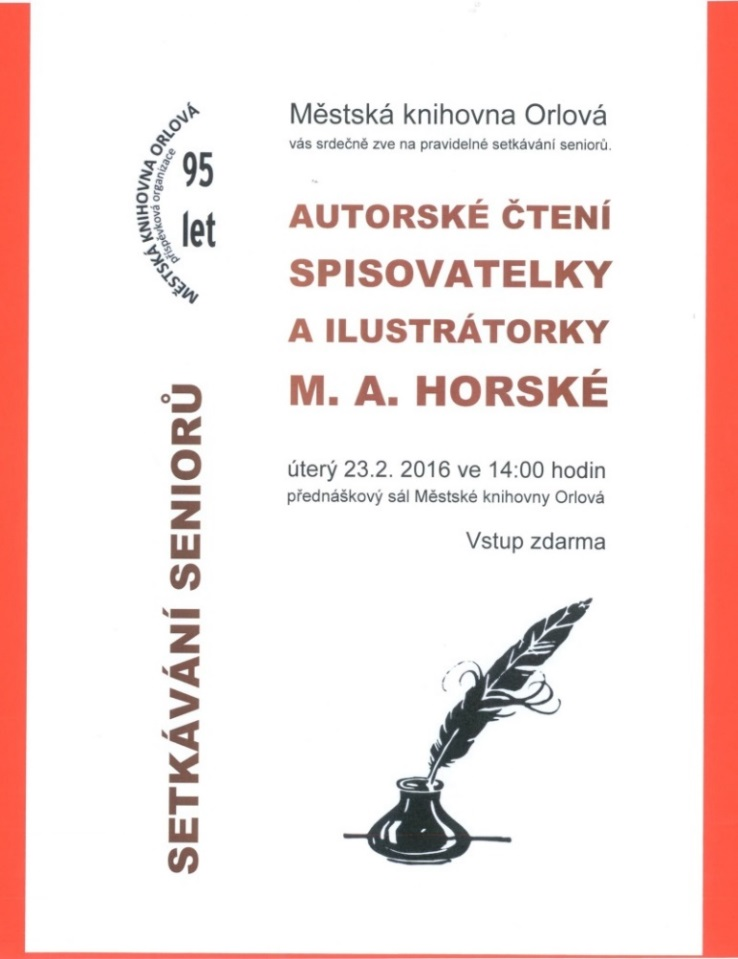 MĚSTSKÁ KNIHOVNA ORLOVÁ
příspěvková organizace
95
let
Městská knihovna Orlová
vás srdečně zve na pravidelné setkávání seniorů.
AUTORSKÉ ČTENÍ
SPISOVATELKY
A ILUSTRÁTORKY
M. A. HORSKÉ
úterý 23.2. 2016 ve 14:00 hodin
přednáškový sál Městské knihovny Orlová
Vstup zdarma
SETKÁVÁNÍ SENIORŮ